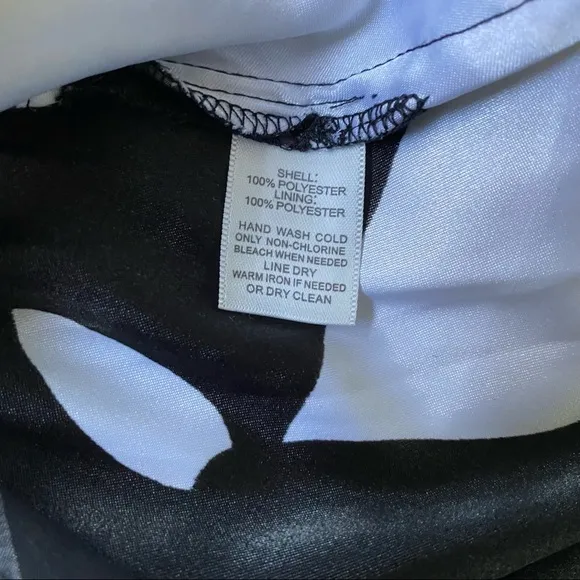 SHELL:
100% POLYESTER
LINING:
100% POLYESTER
HAND WASH COLD
ONLY NON-CHLORINE
BLEACH WHEN NEEDED
LINE DRY
WARM IRON IF NEEDED
OR DRY CLEAN